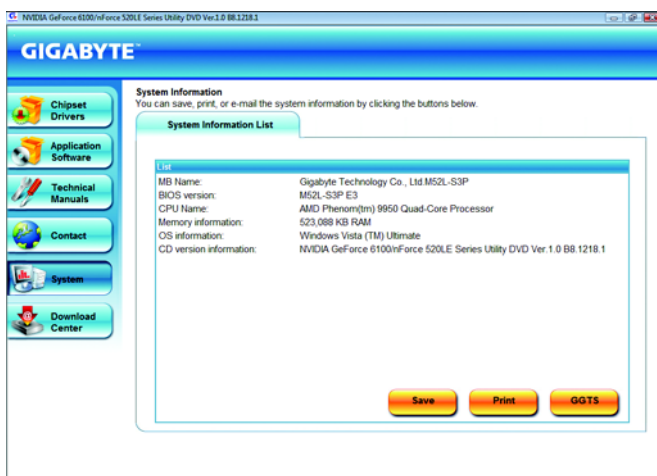 NVIDIA GeForce 6100/nForce 520LE Series Utility DVD Ver.1.0 B8.1218.1
GIGABYTE™
Chipset
Drivers
Application
Software
Technical
Manuals
Contact
System
Download
Center
System Information
You can save, print, or e-mail the system information by clicking the buttons below.
System Information List
List
MB Name: Gigabyte Technology Co., Ltd.M52L-S3P
BIOS version: M52L-S3P E3
CPU Name: AMD Phenom(tm) 9950 Quad-Core Processor
Memory information: 523,088 KB RAM
OS information: Windows Vista (TM) Ultimate
CD version information: NVIDIA GeForce 6100/nForce 520LE Series Utility DVD Ver.1.0 B8.1218.1
Save Print GGTS